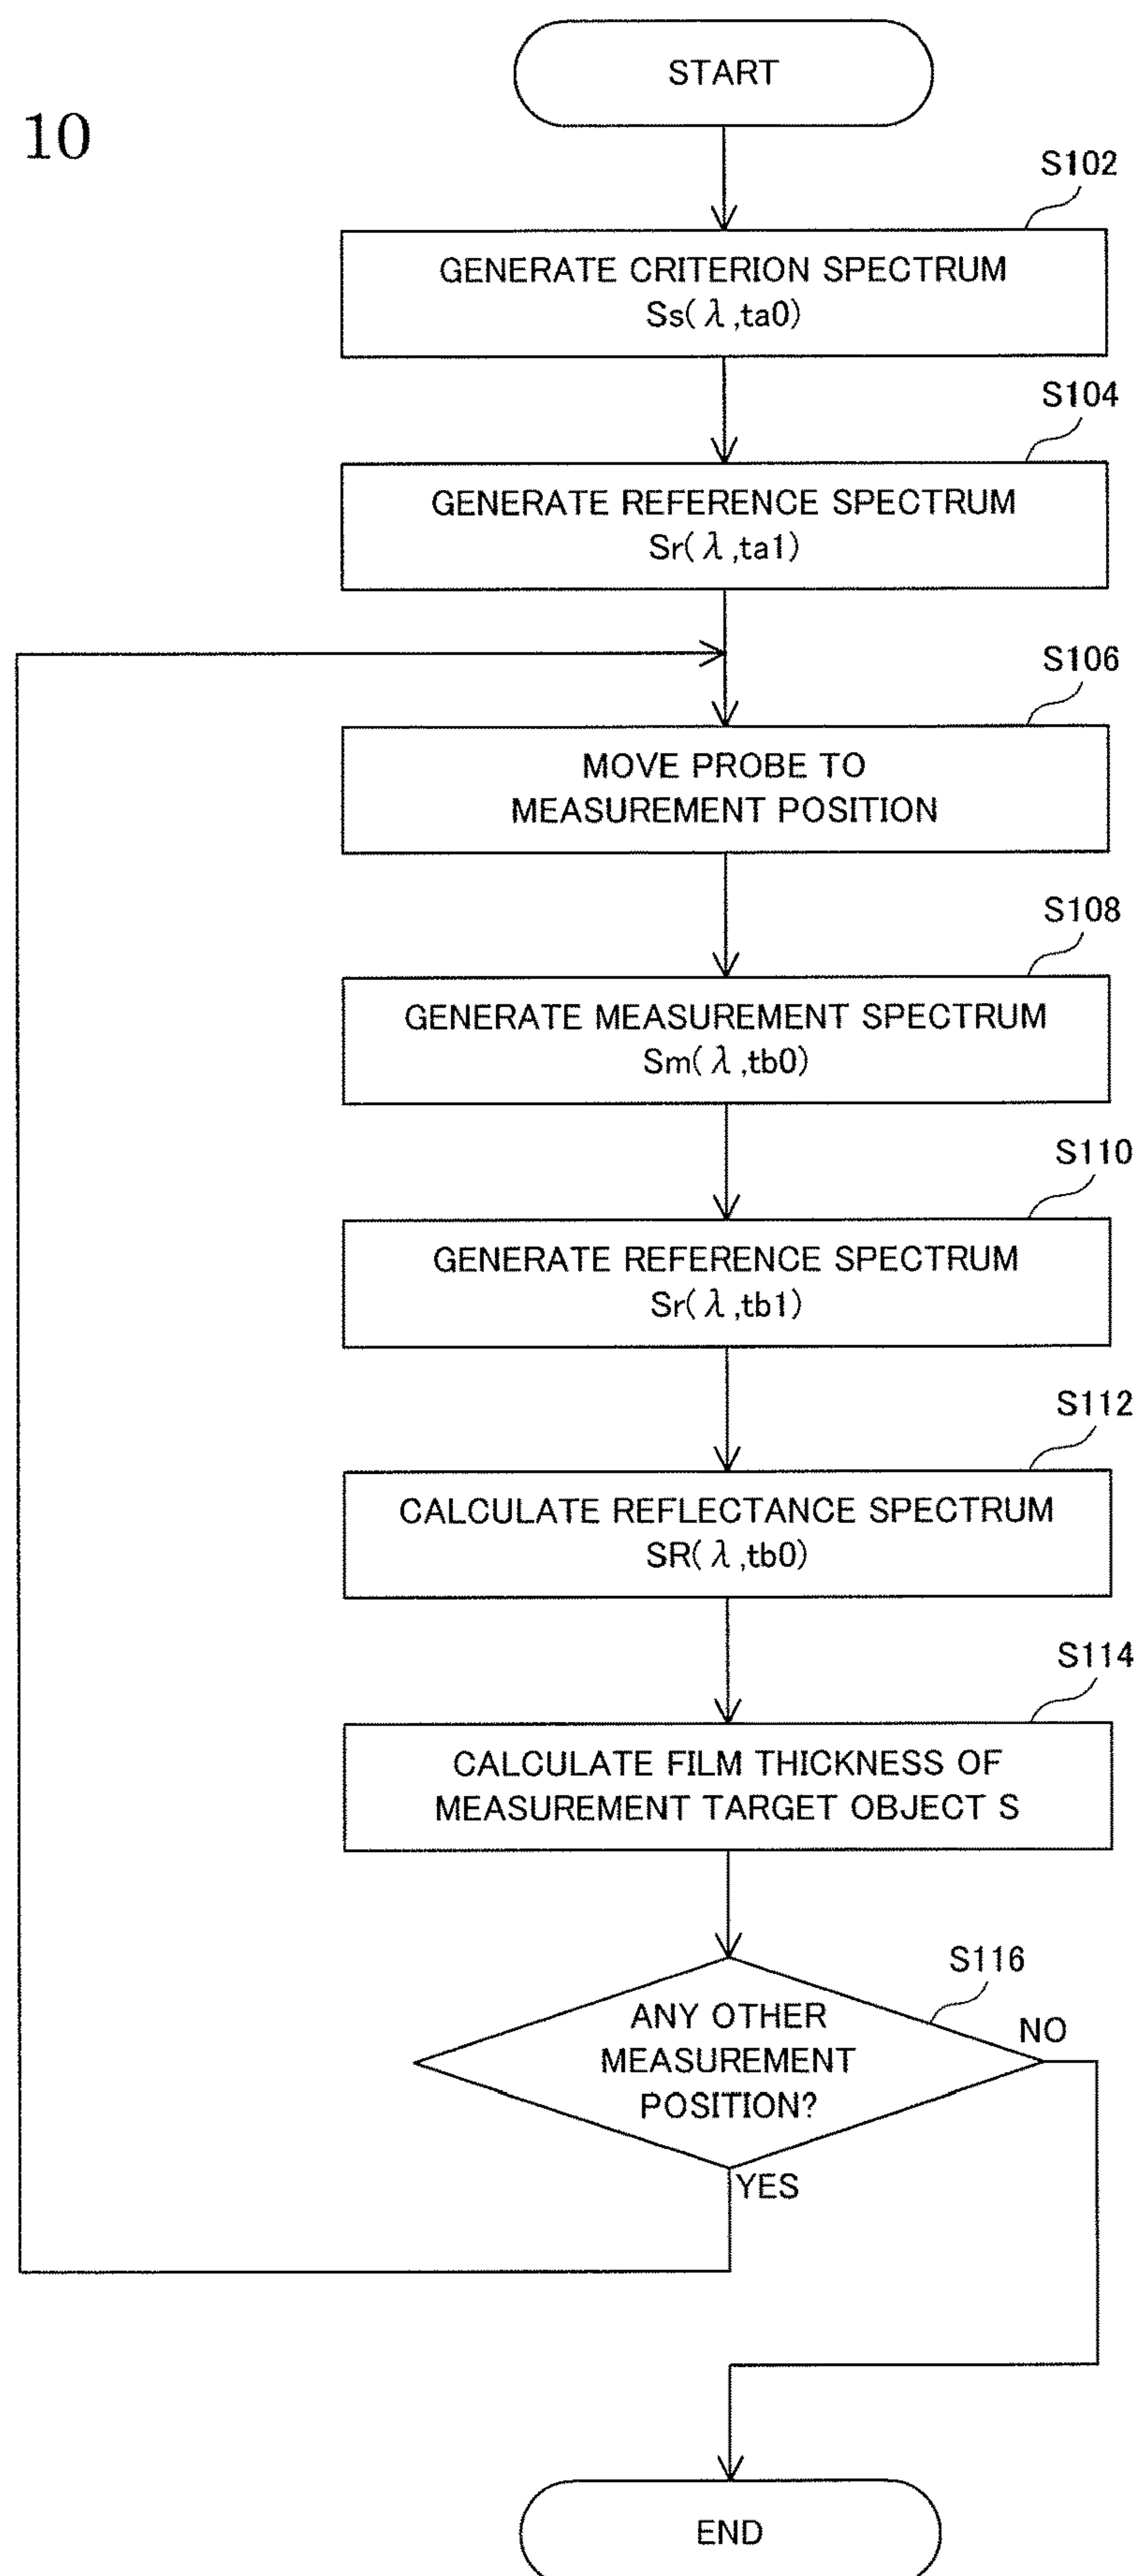 10
START
S102
GENERATE CRITERION SPECTRUM
Ss(λ,ta0)
S104
GENERATE REFERENCE SPECTRUM
Sr(λ,ta1)
S106
MOVE PROBE TO
MEASUREMENT POSITION
S108
GENERATE MEASUREMENT SPECTRUM
Sm(λ,tb0)
S110
GENERATE REFERENCE SPECTRUM
Sr(λ,tb1)
S112
CALCULATE REFLECTANCE SPECTRUM
SR(λ,tb0)
S114
CALCULATE FILM THICKNESS OF
MEASUREMENT TARGET OBJECT S
S116
ANY OTHER
MEASUREMENT
POSITION?
NO
YES
END